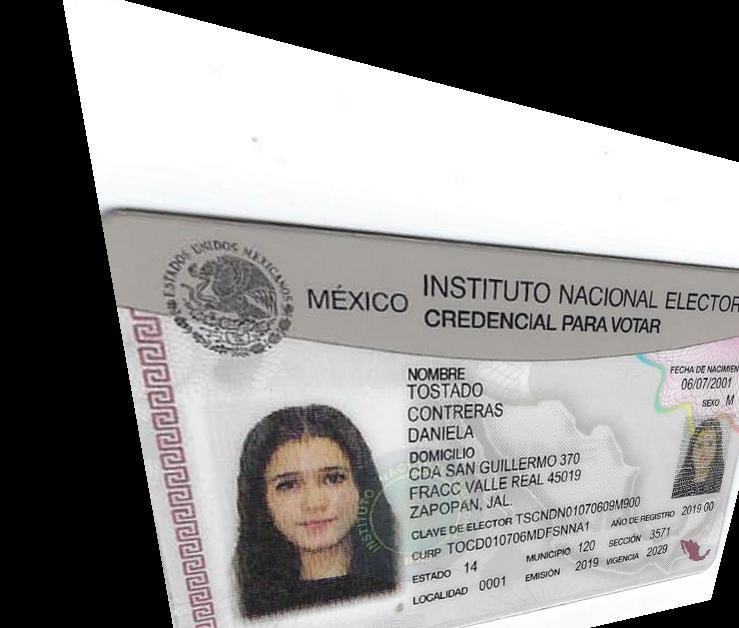 ESTADOS UNIDOS MEXICANOS
MÉXICO INSTITUTO NACIONAL ELECTOR
CREDENCIAL PARA VOTAR
NOMBRE
TOSTADO
CONTRERAS
DANIELA
FECHA DE NACIMIEN
06/07/2001
SEXO M
DOMICILIO
CDA SAN GUILLERMO 370
FRACC VALLE REAL 45019
ZAPOPAN, JAL.
CLAVE DE ELECTOR TSCNDN01070609M900
CURP TOCD010706MDFSNNA1 AÑO DE REGISTRO 2019 00
ESTADO 14 MUNICIPIO 120 SECCIÓN 3571
LOCALIDAD 0001 EMISIÓN 2019 VIGENCIA 2029
INSTITUTO